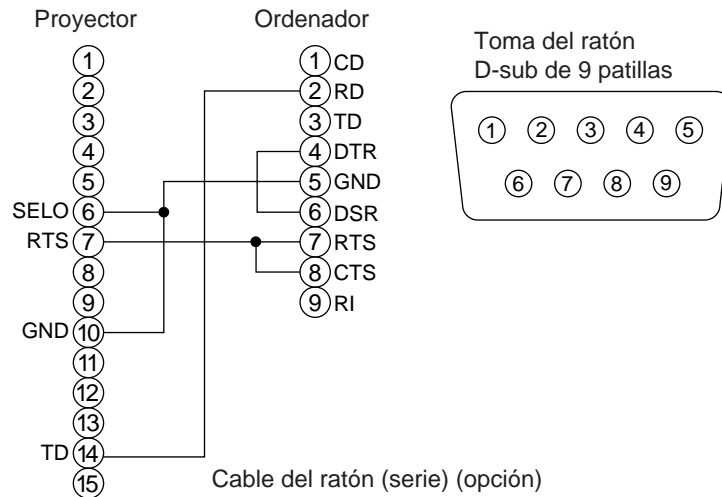 Proyector
1
2
3
4
5
SELO 6
RTS 7
8
9
GND 10
11
12
13
TD 14
15
Ordenador
1 CD
2 RD
3 TD
4 DTR
5 GND
6 DSR
7 RTS
8 CTS
9 RI
Toma del ratón
D-sub de 9 patillas
1 2 3 4 5
6 7 8 9
Cable del ratón (serie) (opción)